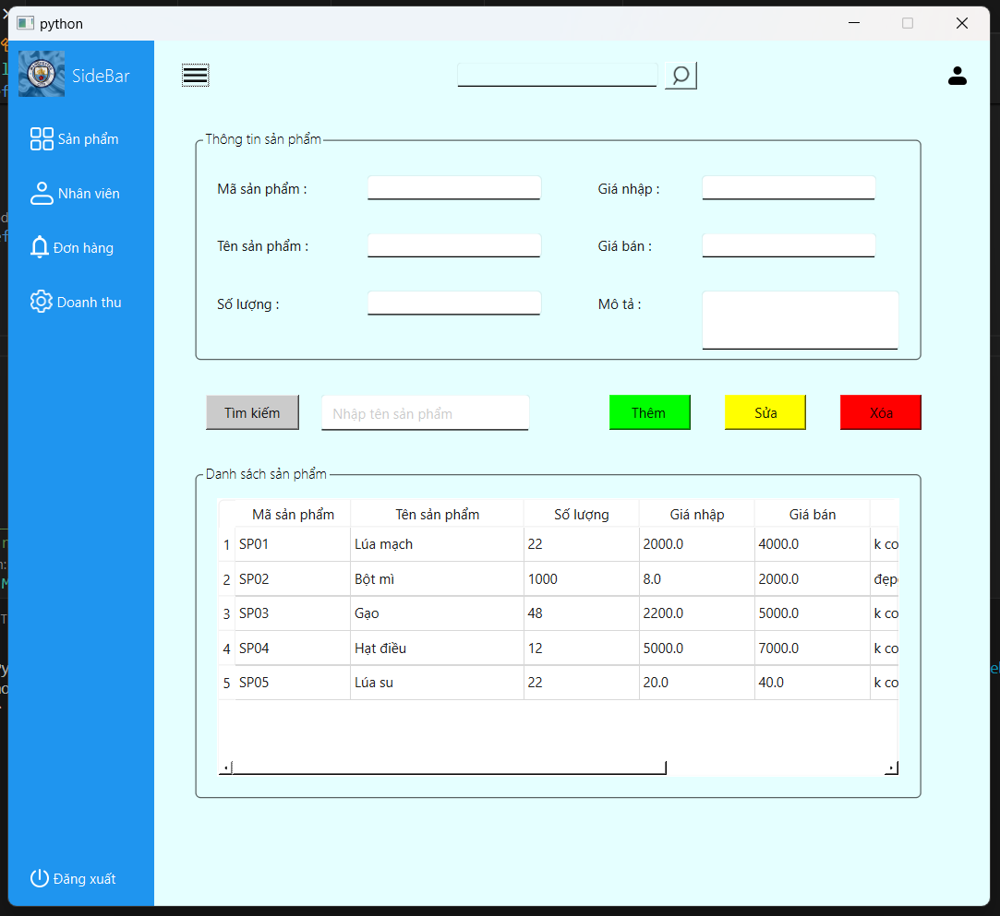 python
SideBar
Sản phẩm
Nhân viên
Đơn hàng
Doanh thu
Đăng xuất
Thông tin sản phẩm
Mã sản phẩm : Giá nhập :
Tên sản phẩm : Giá bán :
Số lượng : Mô tả :
Tìm kiếm Nhập tên sản phẩm Thêm Sửa Xóa
Danh sách sản phẩm
Mã sản phẩm Tên sản phẩm Số lượng Giá nhập Giá bán
1 SP01 Lúa mạch 22 2000.0 4000.0 k co
2 SP02 Bột mì 1000 8.0 2000.0 đẹp
3 SP03 Gạo 48 2200.0 5000.0 k co
4 SP04 Hạt điều 12 5000.0 7000.0 k co
5 SP05 Lúa su 22 20.0 40.0 k co